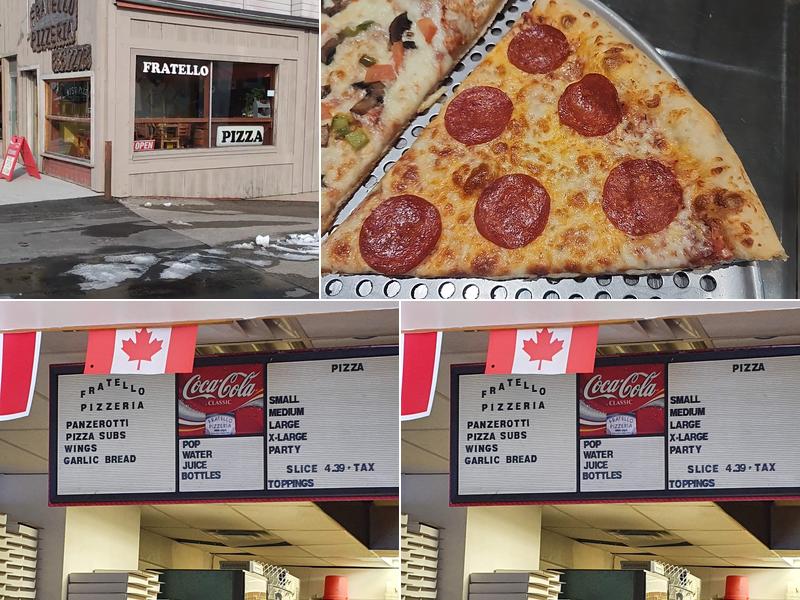 FRATELLO
PIZZERIA
FRATELLO
PIZZA
OPEN
FRATELLO
PIZZERIA
PANZEROTTI
PIZZA SUBS
WINGS
GARLIC BREAD
Coca-Cola
CLASSIC
FRATELLO
PIZZERIA
POP
WATER
JUICE
BOTTLES
PIZZA
SMALL
MEDIUM
LARGE
X-LARGE
PARTY
SLICE 4.39 + TAX
TOPPINGS
FRATELLO
PIZZERIA
PANZEROTTI
PIZZA SUBS
WINGS
GARLIC BREAD
Coca-Cola
CLASSIC
FRATELLO
PIZZERIA
POP
WATER
JUICE
BOTTLES
PIZZA
SMALL
MEDIUM
LARGE
X-LARGE
PARTY
SLICE 4.39 + TAX
TOPPINGS